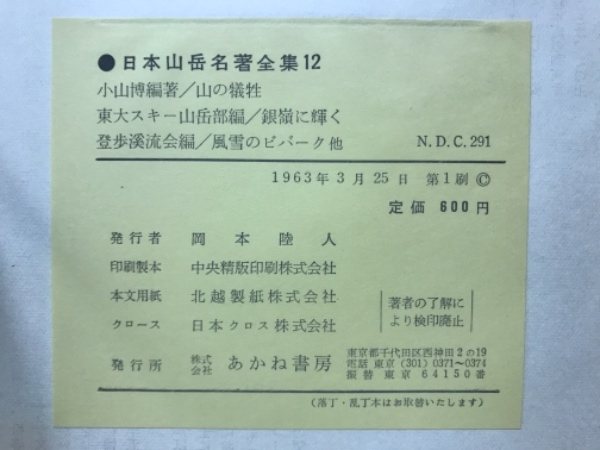 ●日本山岳名著全集12
小山博編著/山の犠牲
東大スキー山岳部編/銀嶺に輝く
登歩溪流会編/風雪のビバーク他
N.D.C.291
1963年3月25日 第1刷 ©
定価 600円
発行者 岡本陸人
印刷製本 中央精版印刷株式会社
本文用紙 北越製紙株式会社
クロース 日本クロス株式会社
著者の了解に
より検印廃止
発行所 株式会社 あかね書房
東京都千代田区西神田2の19
電話 東京 (301) 0371~0374
振替 東京 64150番
(落丁・乱丁本はお取替いたします)